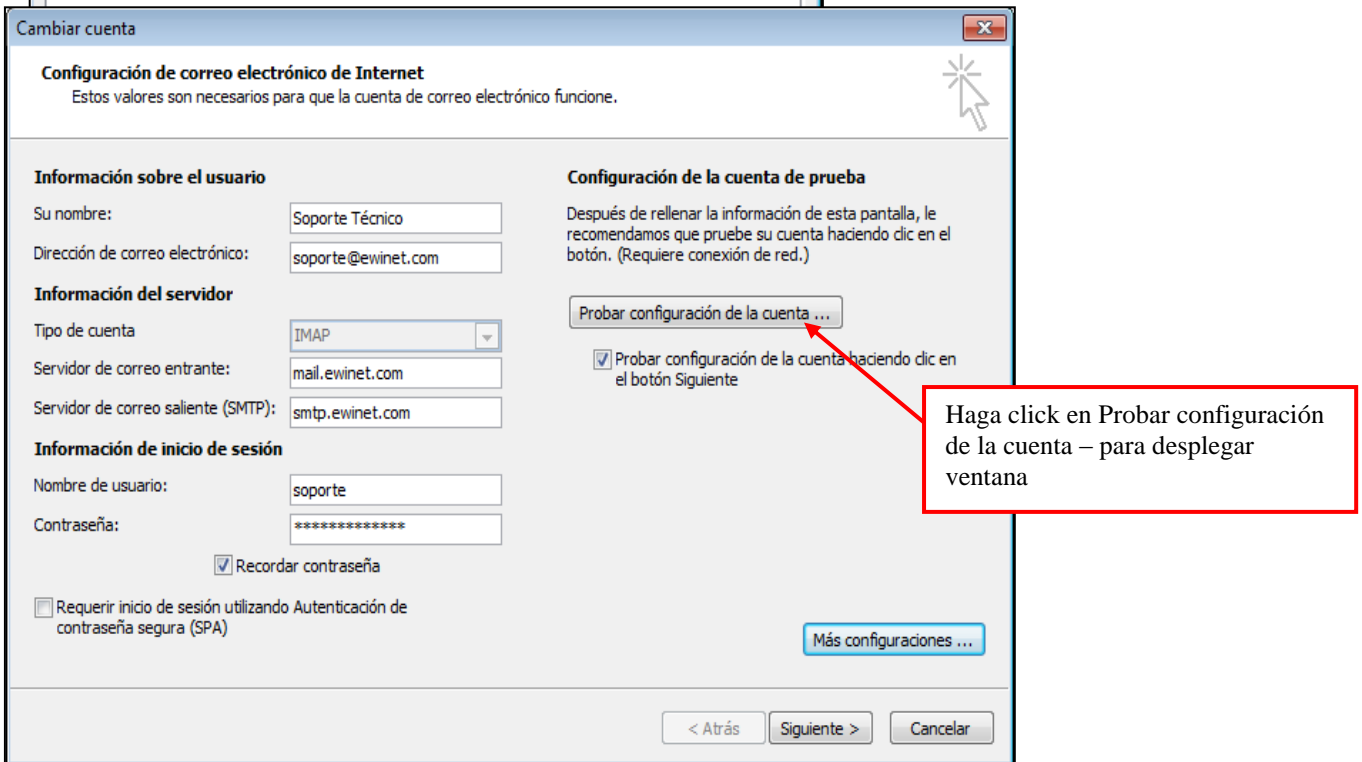 Cambiar cuenta
Configuración de correo electrónico de Internet
Estos valores son necesarios para que la cuenta de correo electrónico funcione.
Información sobre el usuario
Su nombre:
Soporte Técnico
Dirección de correo electrónico:
soporte@ewinet.com
Información del servidor
Tipo de cuenta
IMAP
Servidor de correo entrante:
mail.ewinet.com
Servidor de correo saliente (SMTP):
smtp.ewinet.com
Información de inicio de sesión
Nombre de usuario:
soporte
Contraseña:
*************
Recordar contraseña
Requerir inicio de sesión utilizando Autenticación de
contraseña segura (SPA)
Configuración de la cuenta de prueba
Después de rellenar la información de esta pantalla, le
recomendamos que pruebe su cuenta haciendo clic en el
botón. (Requiere conexión de red.)
Probar configuración de la cuenta ...
Probar configuración de la cuenta haciendo clic en
el botón Siguiente
Haga click en Probar configuración
de la cuenta – para desplegar
ventana
Más configuraciones ...
< Atrás
Siguiente >
Cancelar